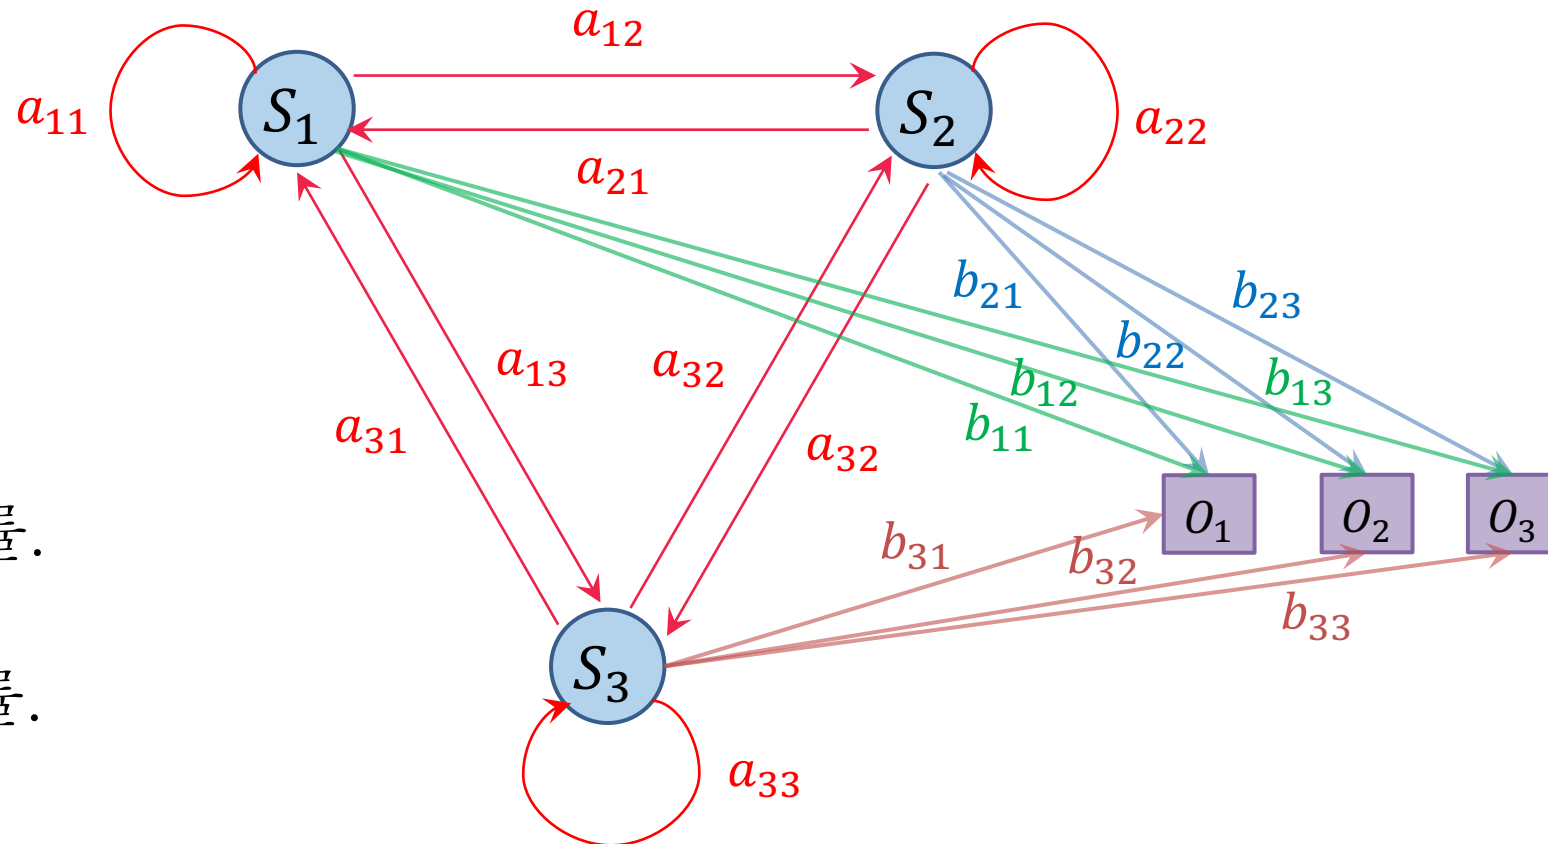 a₁₂
S₁
S₂
a₁₁
a₂₂
a₂₁
b₂₁
b₂₃
b₂₂
a₁₃
a₃₂
b₁₂
b₁₃
a₃₁
b₁₁
a₃₂
O₁
O₂
O₃
b₃₁
b₃₂
b₃₃
S₃
a₃₃